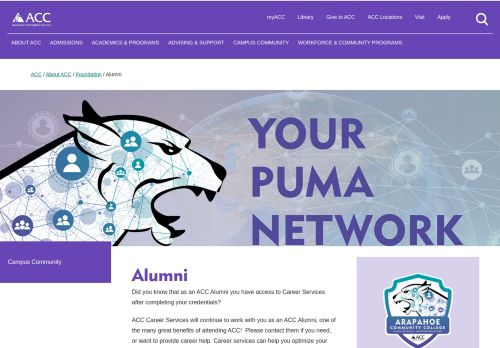 ACC
myACC Library Give to ACC ACC Locations Visit Apply
ABOUT ACC ADMISSIONS ACADEMICS & PROGRAMS ADVISING & SUPPORT CAMPUS COMMUNITY WORKFORCE & COMMUNITY PROGRAMS
ACC / About ACC / Foundation / Alumni
YOUR
PUMA
NETWORK
Campus Community
Alumni
Did you know that as an ACC Alumni you have access to Career Services
after completing your credentials?
ACC Career Services will continue to work with you as an ACC Alumni, one of
the many great benefits of attending ACC! Please contact them if you need,
or want to provide career help. Career services can help you optimize your
ARAPAHOE
COMMUNITY COLLEGE
ACC